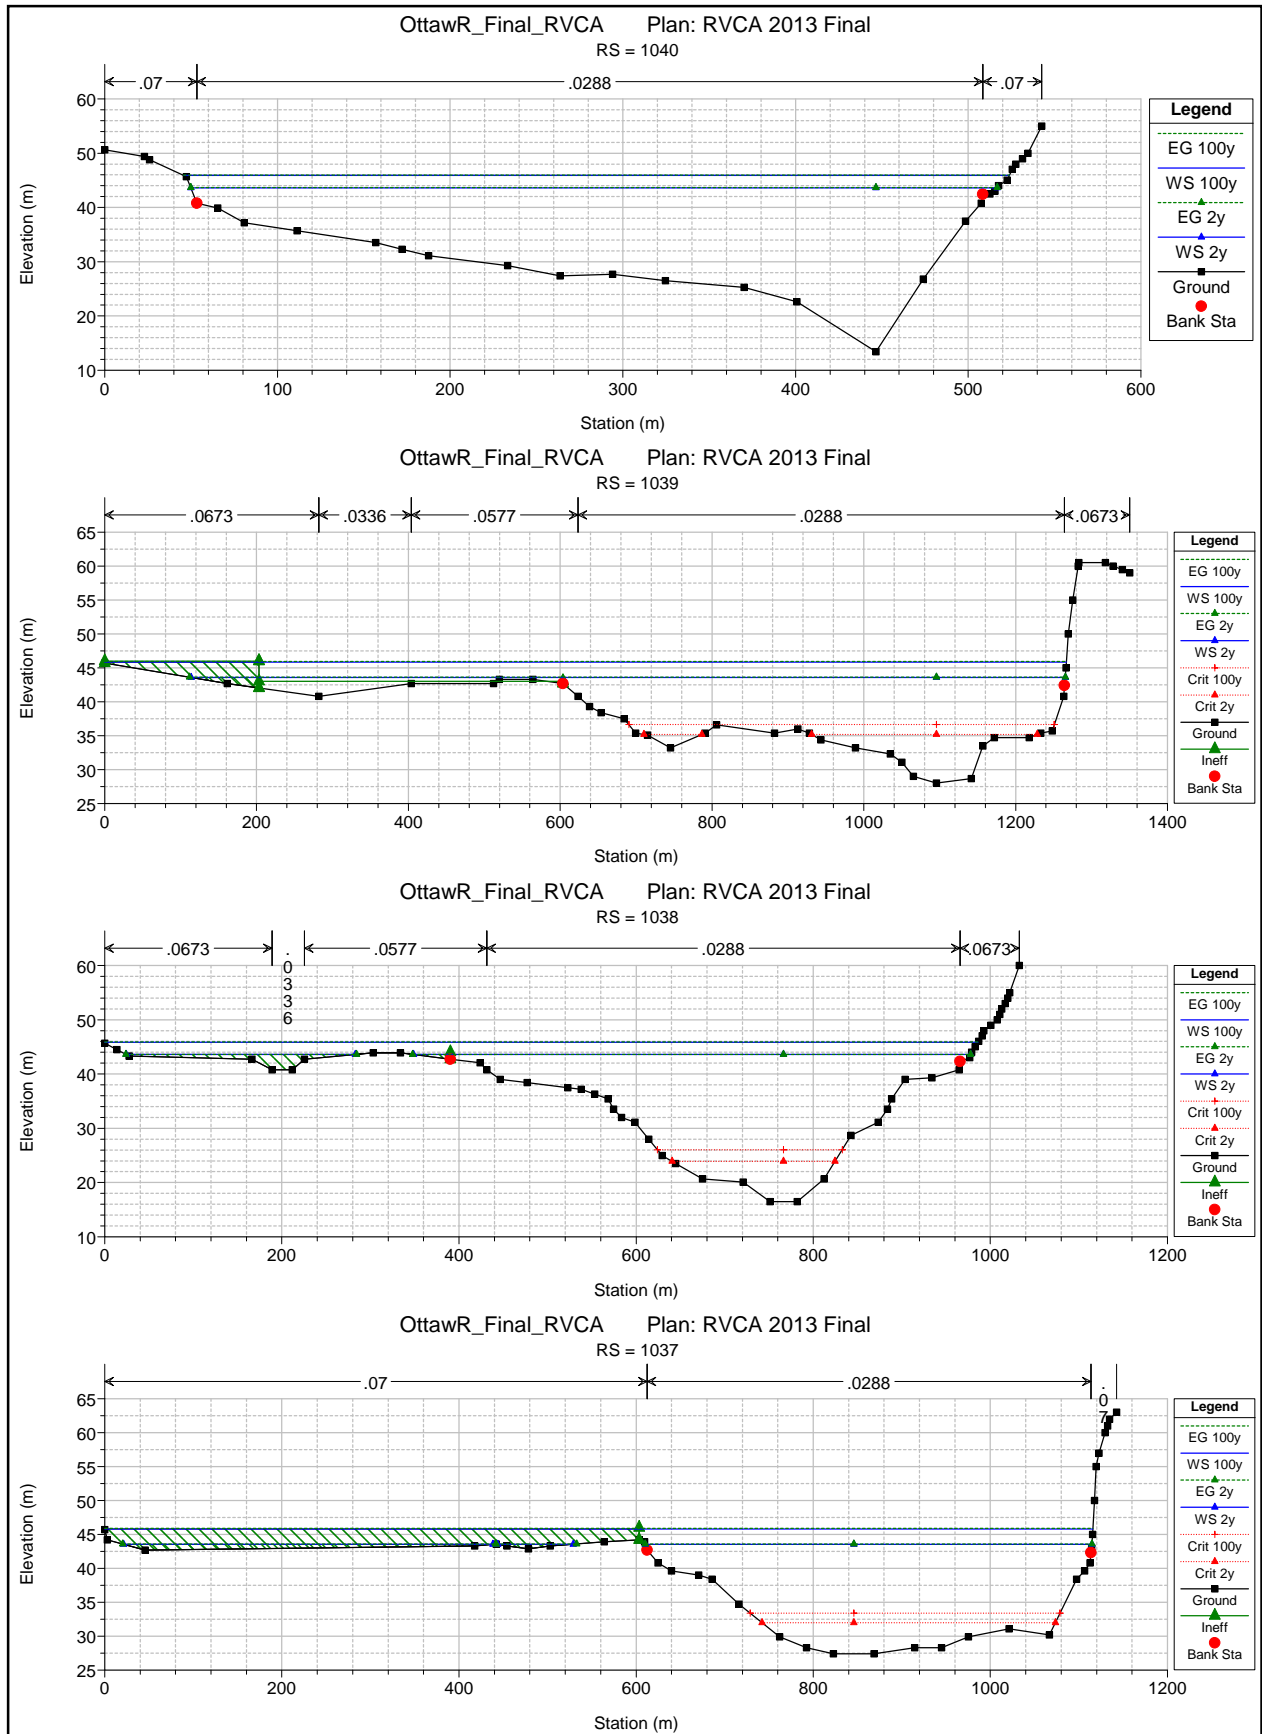 OttawR_Final_RVCA Plan: RVCA 2013 Final
RS = 1040
.07 .0288 .07
60
50
40
30
20
10
0 100 200 300 400 500 600
Elevation (m)
Station (m)
Legend
EG 100y
WS 100y
EG 2y
WS 2y
Ground
Bank Sta
OttawR_Final_RVCA Plan: RVCA 2013 Final
RS = 1039
.0673 .0336 .0577 .0288 .0673
65
60
55
50
45
40
35
30
25
0 200 400 600 800 1000 1200 1400
Elevation (m)
Station (m)
Legend
EG 100y
WS 100y
EG 2y
WS 2y
Crit 100y
Crit 2y
Ground
Ineff
Bank Sta
OttawR_Final_RVCA Plan: RVCA 2013 Final
RS = 1038
.0673 .0336 .0577 .0288 .0673
60
50
40
30
20
10
0 200 400 600 800 1000 1200
Elevation (m)
Station (m)
Legend
EG 100y
WS 100y
EG 2y
WS 2y
Crit 100y
Crit 2y
Ground
Ineff
Bank Sta
OttawR_Final_RVCA Plan: RVCA 2013 Final
RS = 1037
.07 .0288 .07
65
60
55
50
45
40
35
30
25
0 200 400 600 800 1000 1200
Elevation (m)
Station (m)
Legend
EG 100y
WS 100y
EG 2y
WS 2y
Crit 100y
Crit 2y
Ground
Ineff
Bank Sta